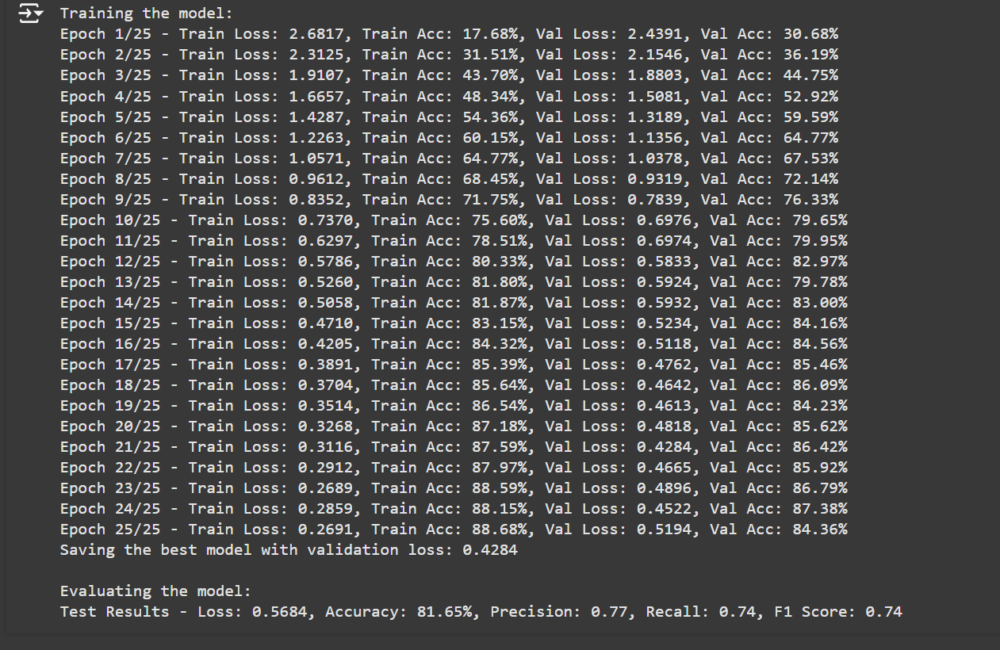 Training the model:
Epoch 1/25 - Train Loss: 2.6817, Train Acc: 17.68%, Val Loss: 2.4391, Val Acc: 30.68%
Epoch 2/25 - Train Loss: 2.3125, Train Acc: 31.51%, Val Loss: 2.1546, Val Acc: 36.19%
Epoch 3/25 - Train Loss: 1.9107, Train Acc: 43.70%, Val Loss: 1.8803, Val Acc: 44.75%
Epoch 4/25 - Train Loss: 1.6657, Train Acc: 48.34%, Val Loss: 1.5081, Val Acc: 52.92%
Epoch 5/25 - Train Loss: 1.4287, Train Acc: 54.36%, Val Loss: 1.3189, Val Acc: 59.59%
Epoch 6/25 - Train Loss: 1.2263, Train Acc: 60.15%, Val Loss: 1.1356, Val Acc: 64.77%
Epoch 7/25 - Train Loss: 1.0571, Train Acc: 64.77%, Val Loss: 1.0378, Val Acc: 67.53%
Epoch 8/25 - Train Loss: 0.9612, Train Acc: 68.45%, Val Loss: 0.9319, Val Acc: 72.14%
Epoch 9/25 - Train Loss: 0.8352, Train Acc: 71.75%, Val Loss: 0.7839, Val Acc: 76.33%
Epoch 10/25 - Train Loss: 0.7370, Train Acc: 75.60%, Val Loss: 0.6976, Val Acc: 79.65%
Epoch 11/25 - Train Loss: 0.6297, Train Acc: 78.51%, Val Loss: 0.6974, Val Acc: 79.95%
Epoch 12/25 - Train Loss: 0.5786, Train Acc: 80.33%, Val Loss: 0.5833, Val Acc: 82.97%
Epoch 13/25 - Train Loss: 0.5260, Train Acc: 81.80%, Val Loss: 0.5924, Val Acc: 79.78%
Epoch 14/25 - Train Loss: 0.5058, Train Acc: 81.87%, Val Loss: 0.5932, Val Acc: 83.00%
Epoch 15/25 - Train Loss: 0.4710, Train Acc: 83.15%, Val Loss: 0.5234, Val Acc: 84.16%
Epoch 16/25 - Train Loss: 0.4205, Train Acc: 84.32%, Val Loss: 0.5118, Val Acc: 84.56%
Epoch 17/25 - Train Loss: 0.3891, Train Acc: 85.39%, Val Loss: 0.4762, Val Acc: 85.46%
Epoch 18/25 - Train Loss: 0.3704, Train Acc: 85.64%, Val Loss: 0.4642, Val Acc: 86.09%
Epoch 19/25 - Train Loss: 0.3514, Train Acc: 86.54%, Val Loss: 0.4613, Val Acc: 84.23%
Epoch 20/25 - Train Loss: 0.3268, Train Acc: 87.18%, Val Loss: 0.4818, Val Acc: 85.62%
Epoch 21/25 - Train Loss: 0.3116, Train Acc: 87.59%, Val Loss: 0.4284, Val Acc: 86.42%
Epoch 22/25 - Train Loss: 0.2912, Train Acc: 87.97%, Val Loss: 0.4665, Val Acc: 85.92%
Epoch 23/25 - Train Loss: 0.2689, Train Acc: 88.59%, Val Loss: 0.4896, Val Acc: 86.79%
Epoch 24/25 - Train Loss: 0.2859, Train Acc: 88.15%, Val Loss: 0.4522, Val Acc: 87.38%
Epoch 25/25 - Train Loss: 0.2691, Train Acc: 88.68%, Val Loss: 0.5194, Val Acc: 84.36%
Saving the best model with validation loss: 0.4284
Evaluating the model:
Test Results - Loss: 0.5684, Accuracy: 81.65%, Precision: 0.77, Recall: 0.74, F1 Score: 0.74